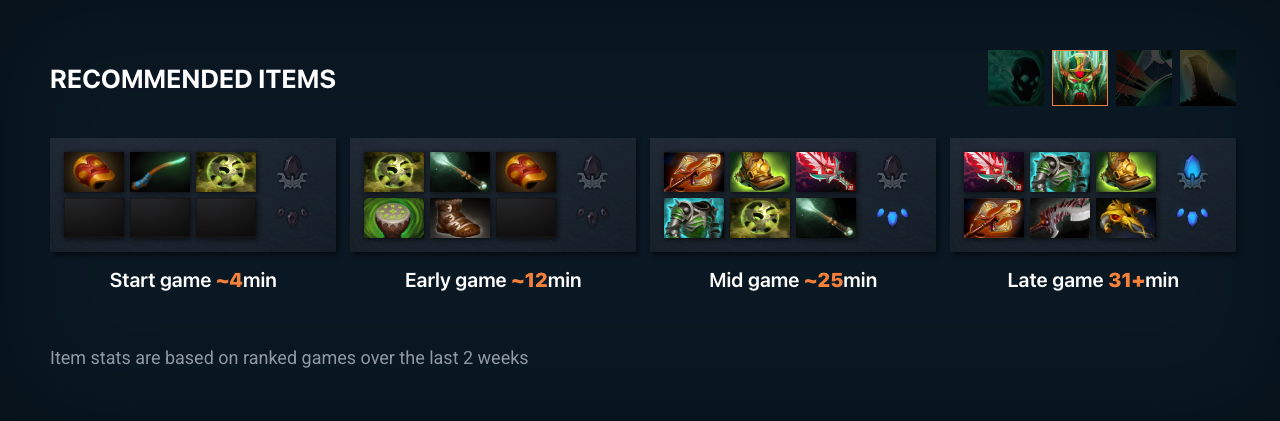 RECOMMENDED ITEMS
Start game ~4min
Early game ~12min
Mid game ~25min
Late game 31+min
Item stats are based on ranked games over the last 2 weeks